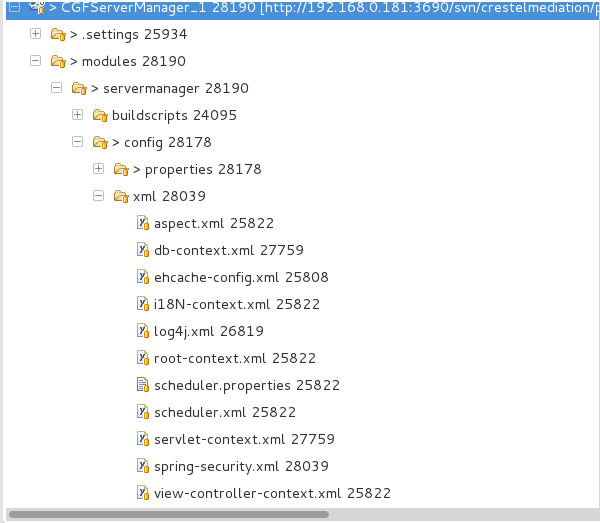 > CGFServerManager_1 28190 [http://192.168.0.181:3690/svn/crestelmediation/p
> .settings 25934
> modules 28190
> servermanager 28190
buildscripts 24095
> config 28178
> properties 28178
xml 28039
aspect.xml 25822
db-context.xml 27759
ehcache-config.xml 25808
i18N-context.xml 25822
log4j.xml 26819
root-context.xml 25822
scheduler.properties 25822
scheduler.xml 25822
servlet-context.xml 27759
spring-security.xml 28039
view-controller-context.xml 25822